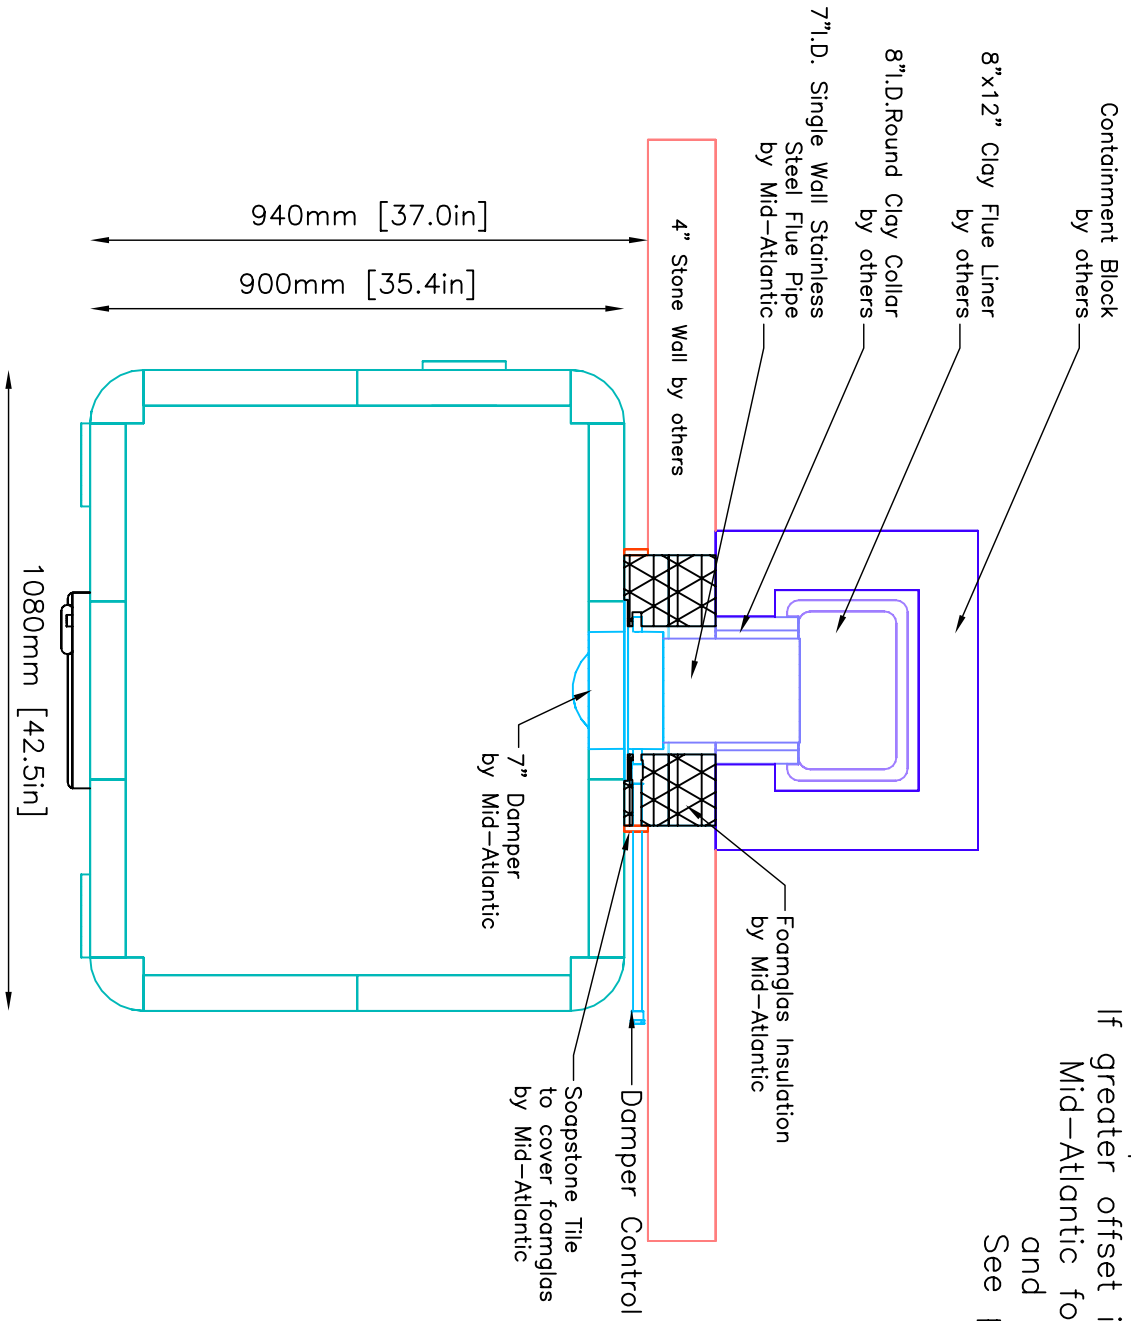 Containment Block
by others
8"x12" Clay Flue Liner
by others
8"I.D.Round Clay Collar
by others
7"I.D. Single Wall Stainless
Steel Flue Pipe
by Mid-Atlantic
4" Stone Wall by others
940mm [37.0in]
900mm [35.4in]
1080mm [42.5in]
7" Damper
by Mid-Atlantic
Foamglas Insulation
by Mid-Atlantic
Damper Control
Soapstone Tile
to cover foamglas
by Mid-Atlantic
If greater offset
Mid-Atlantic
and
See